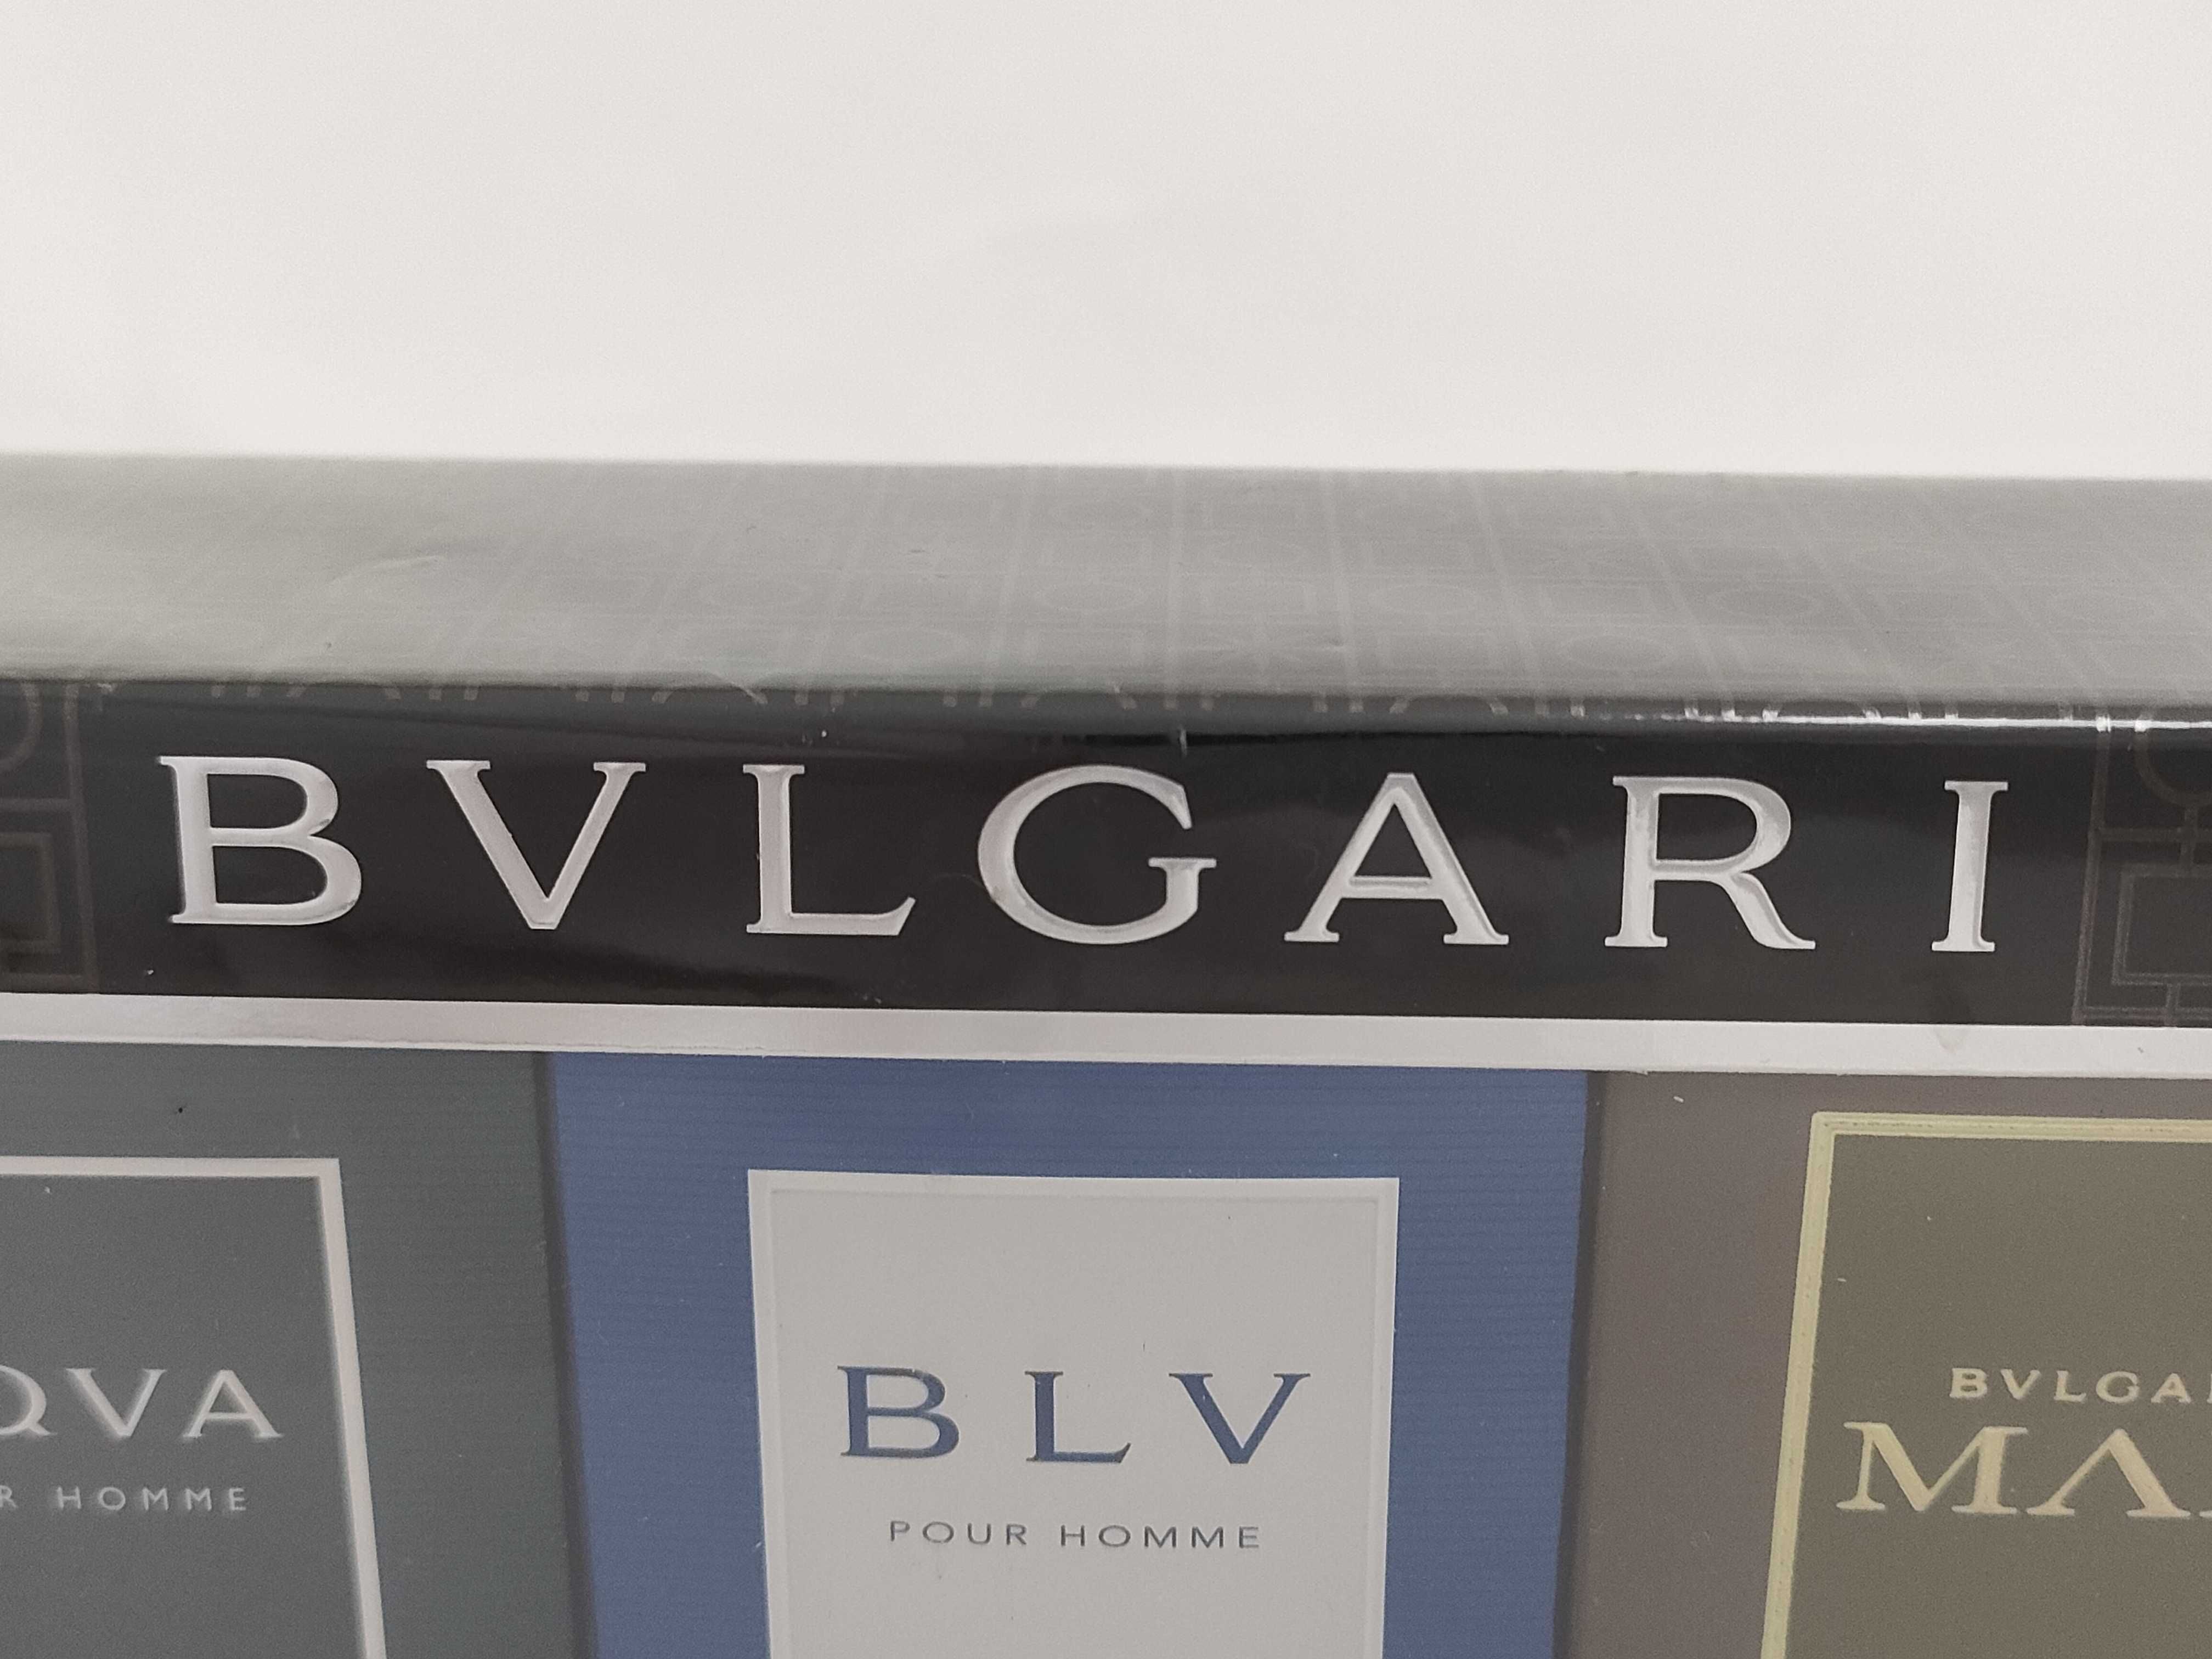 BVLGARI
QVA
R HOMME
BLV
POUR HOMME
BVLGA
MA